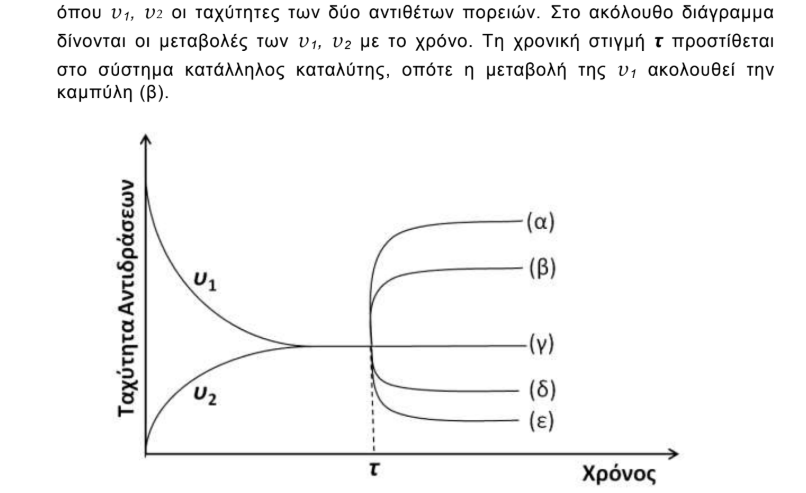 όπου υ1, υ2 οι ταχύτητες των δύο αντιθέτων πορειών. Στο ακόλουθο διάγραμμα
δίνονται οι μεταβολές των υ1, υ2 με το χρόνο. Τη χρονική στιγμή τ προστίθεται
στο σύστημα κατάλληλος καταλύτης, οπότε η μεταβολή της υ1 ακολουθεί την
καμπύλη (β).
Ταχύτητα Αντιδράσεων
υ1
υ2
(α)
(β)
(γ)
(δ)
(ε)
τ
Χρόνος